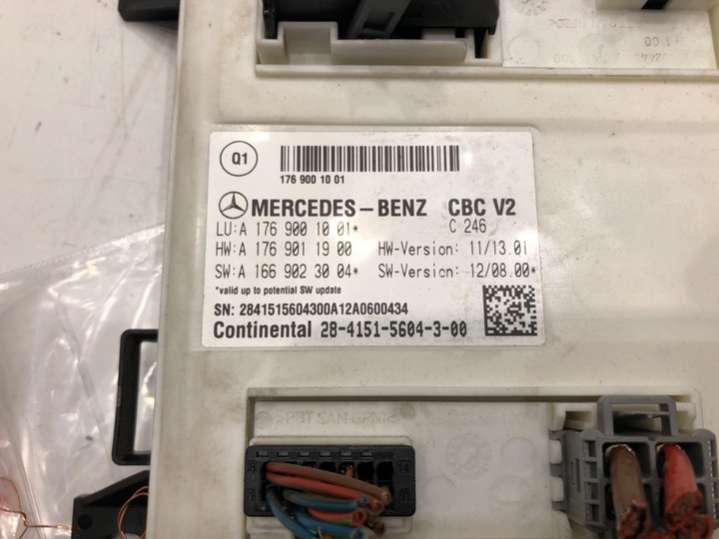 Q1
176 900 10 01
MERCEDES-BENZ CBC V2
C 246
LU:A 176 900 10 01*
HW:A 176 901 19 00 HW-Version: 11/13.01
SW:A 166 902 30 04* SW-Version: 12/08.00*
*valid up to potential SW update
SN: 2841515604300A12A0600434
Continental 28-4151-5604-3-00